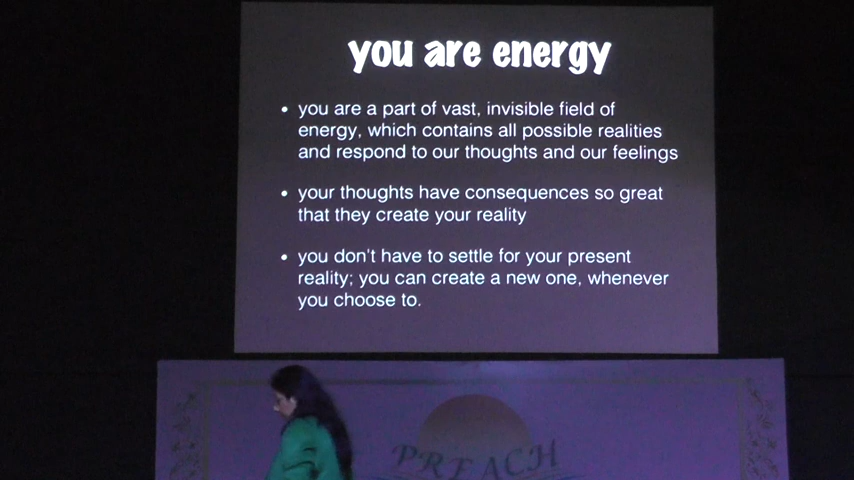 you are energy
• you are a part of vast, invisible field of
energy, which contains all possible realities
and respond to our thoughts and our feelings
• your thoughts have consequences so great
that they create your reality
• you don't have to settle for your present
reality; you can create a new one, whenever
you choose to.
PREACH